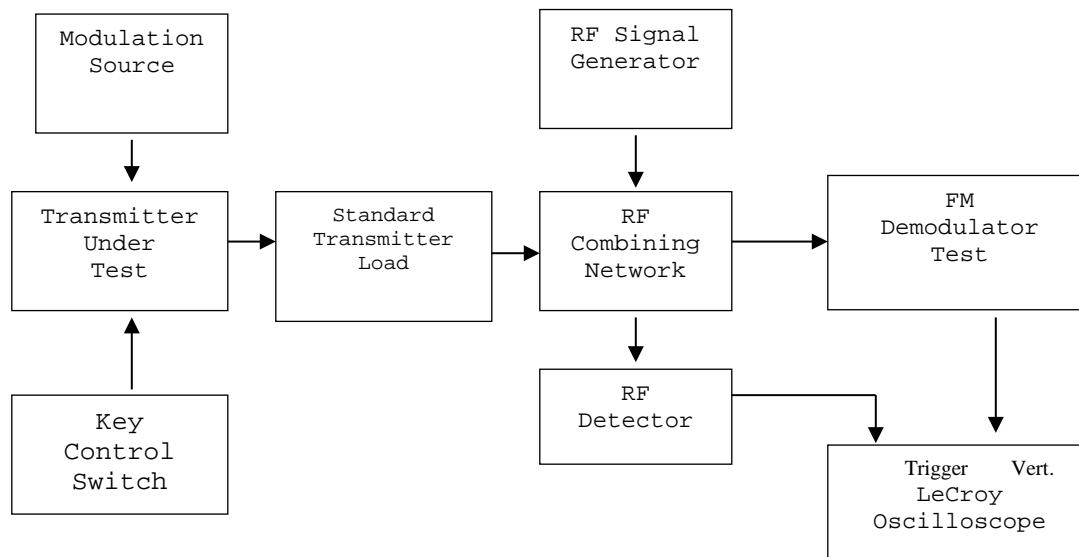 Modulation
Source
RF Signal
Generator
Transmitter
Under
Test
Standard
Transmitter
Load
RF
Combining
Network
FM
Demodulator
Test
Key
Control
Switch
RF
Detector
Trigger Vert.
LeCroy
Oscilloscope